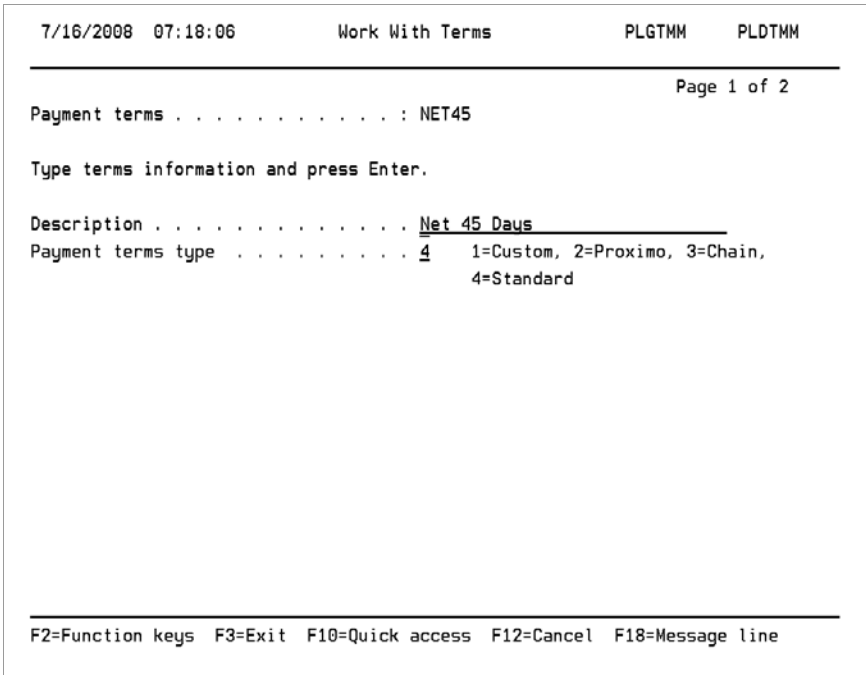 7/16/2008 07:18:06 Work With Terms PLGTMM PLDTMM
Page 1 of 2
Payment terms . . . . . . . . . . . : NET45
Type terms information and press Enter.
Description . . . . . . . . . . . . . Net 45 Days
Payment terms type . . . . . . . . . 4 1=Custom, 2=Proximo, 3=Chain,
4=Standard
F2=Function keys F3=Exit F10=Quick access F12=Cancel F18=Message line